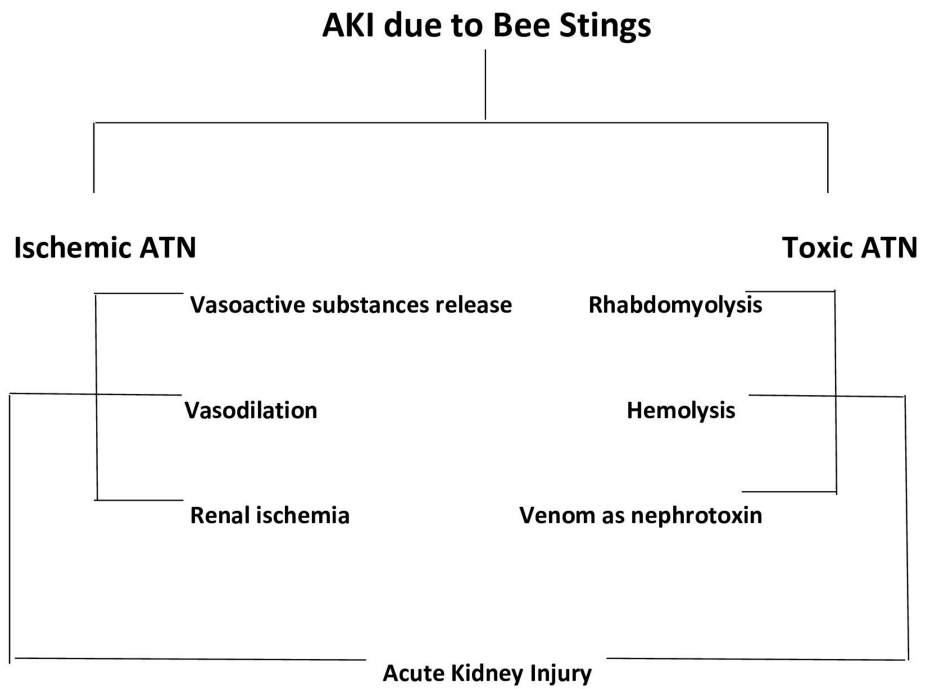 AKI due to Bee Stings
Ischemic ATN
Toxic ATN
Vasoactive substances release
Rhabdomyolysis
Vasodilation
Hemolysis
Renal ischemia
Venom as nephrotoxin
Acute Kidney Injury